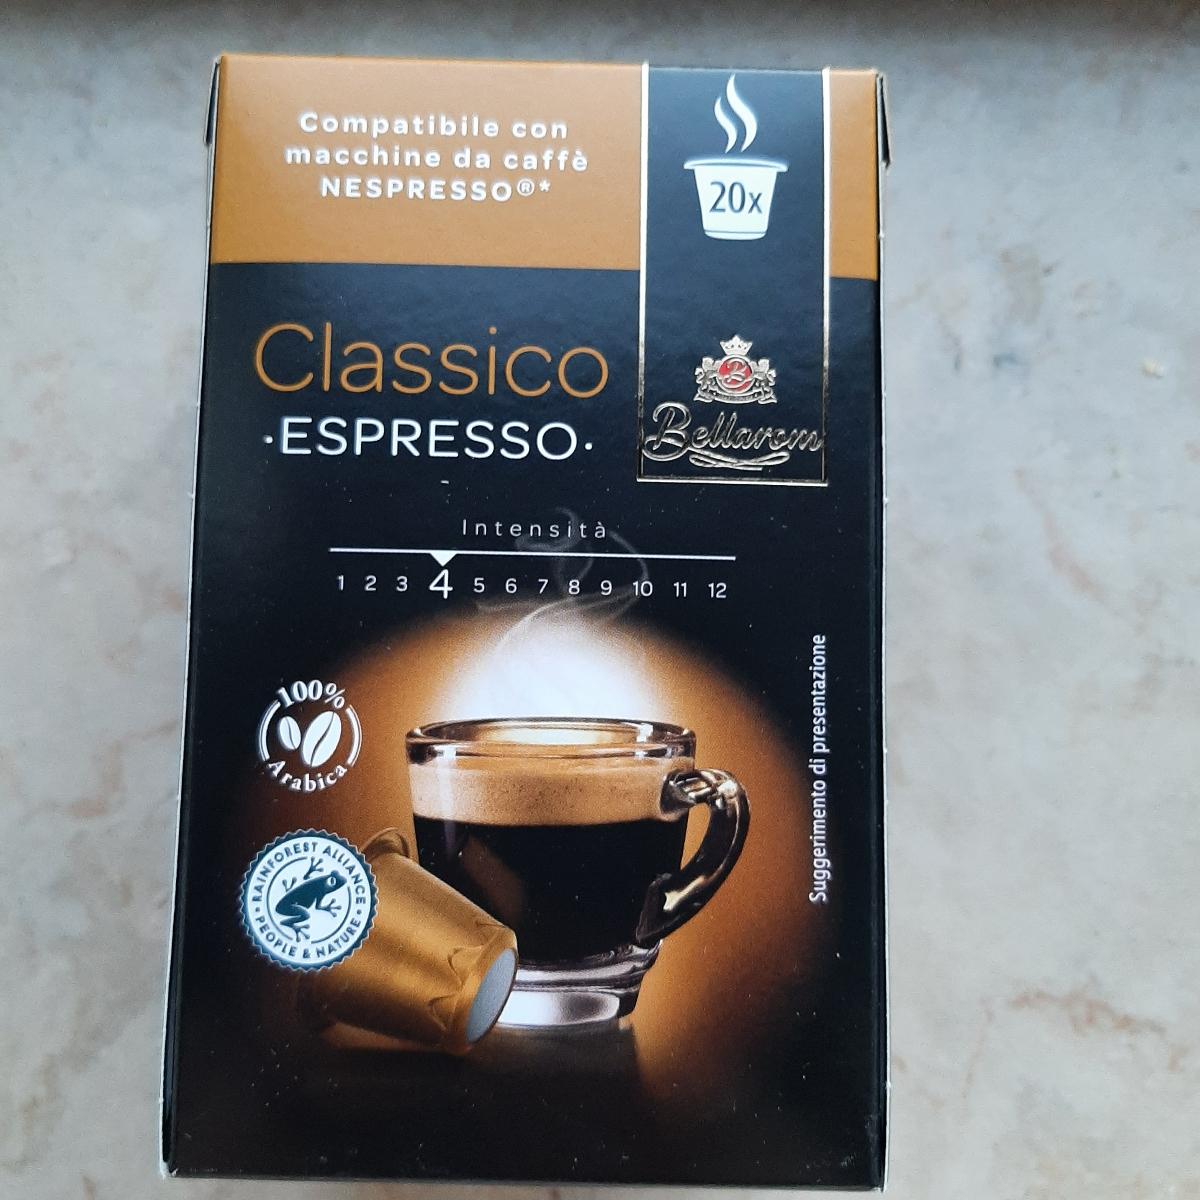 Compatibile con
macchine da caffè
NESPRESSO®*
20x
Classico
·ESPRESSO·
Bellarom
Intensità
1 2 3 4 5 6 7 8 9 10 11 12
100%
Arabica
RAINFOREST ALLIANCE
· PEOPLE & NATURE ·
Suggerimento di presentazione